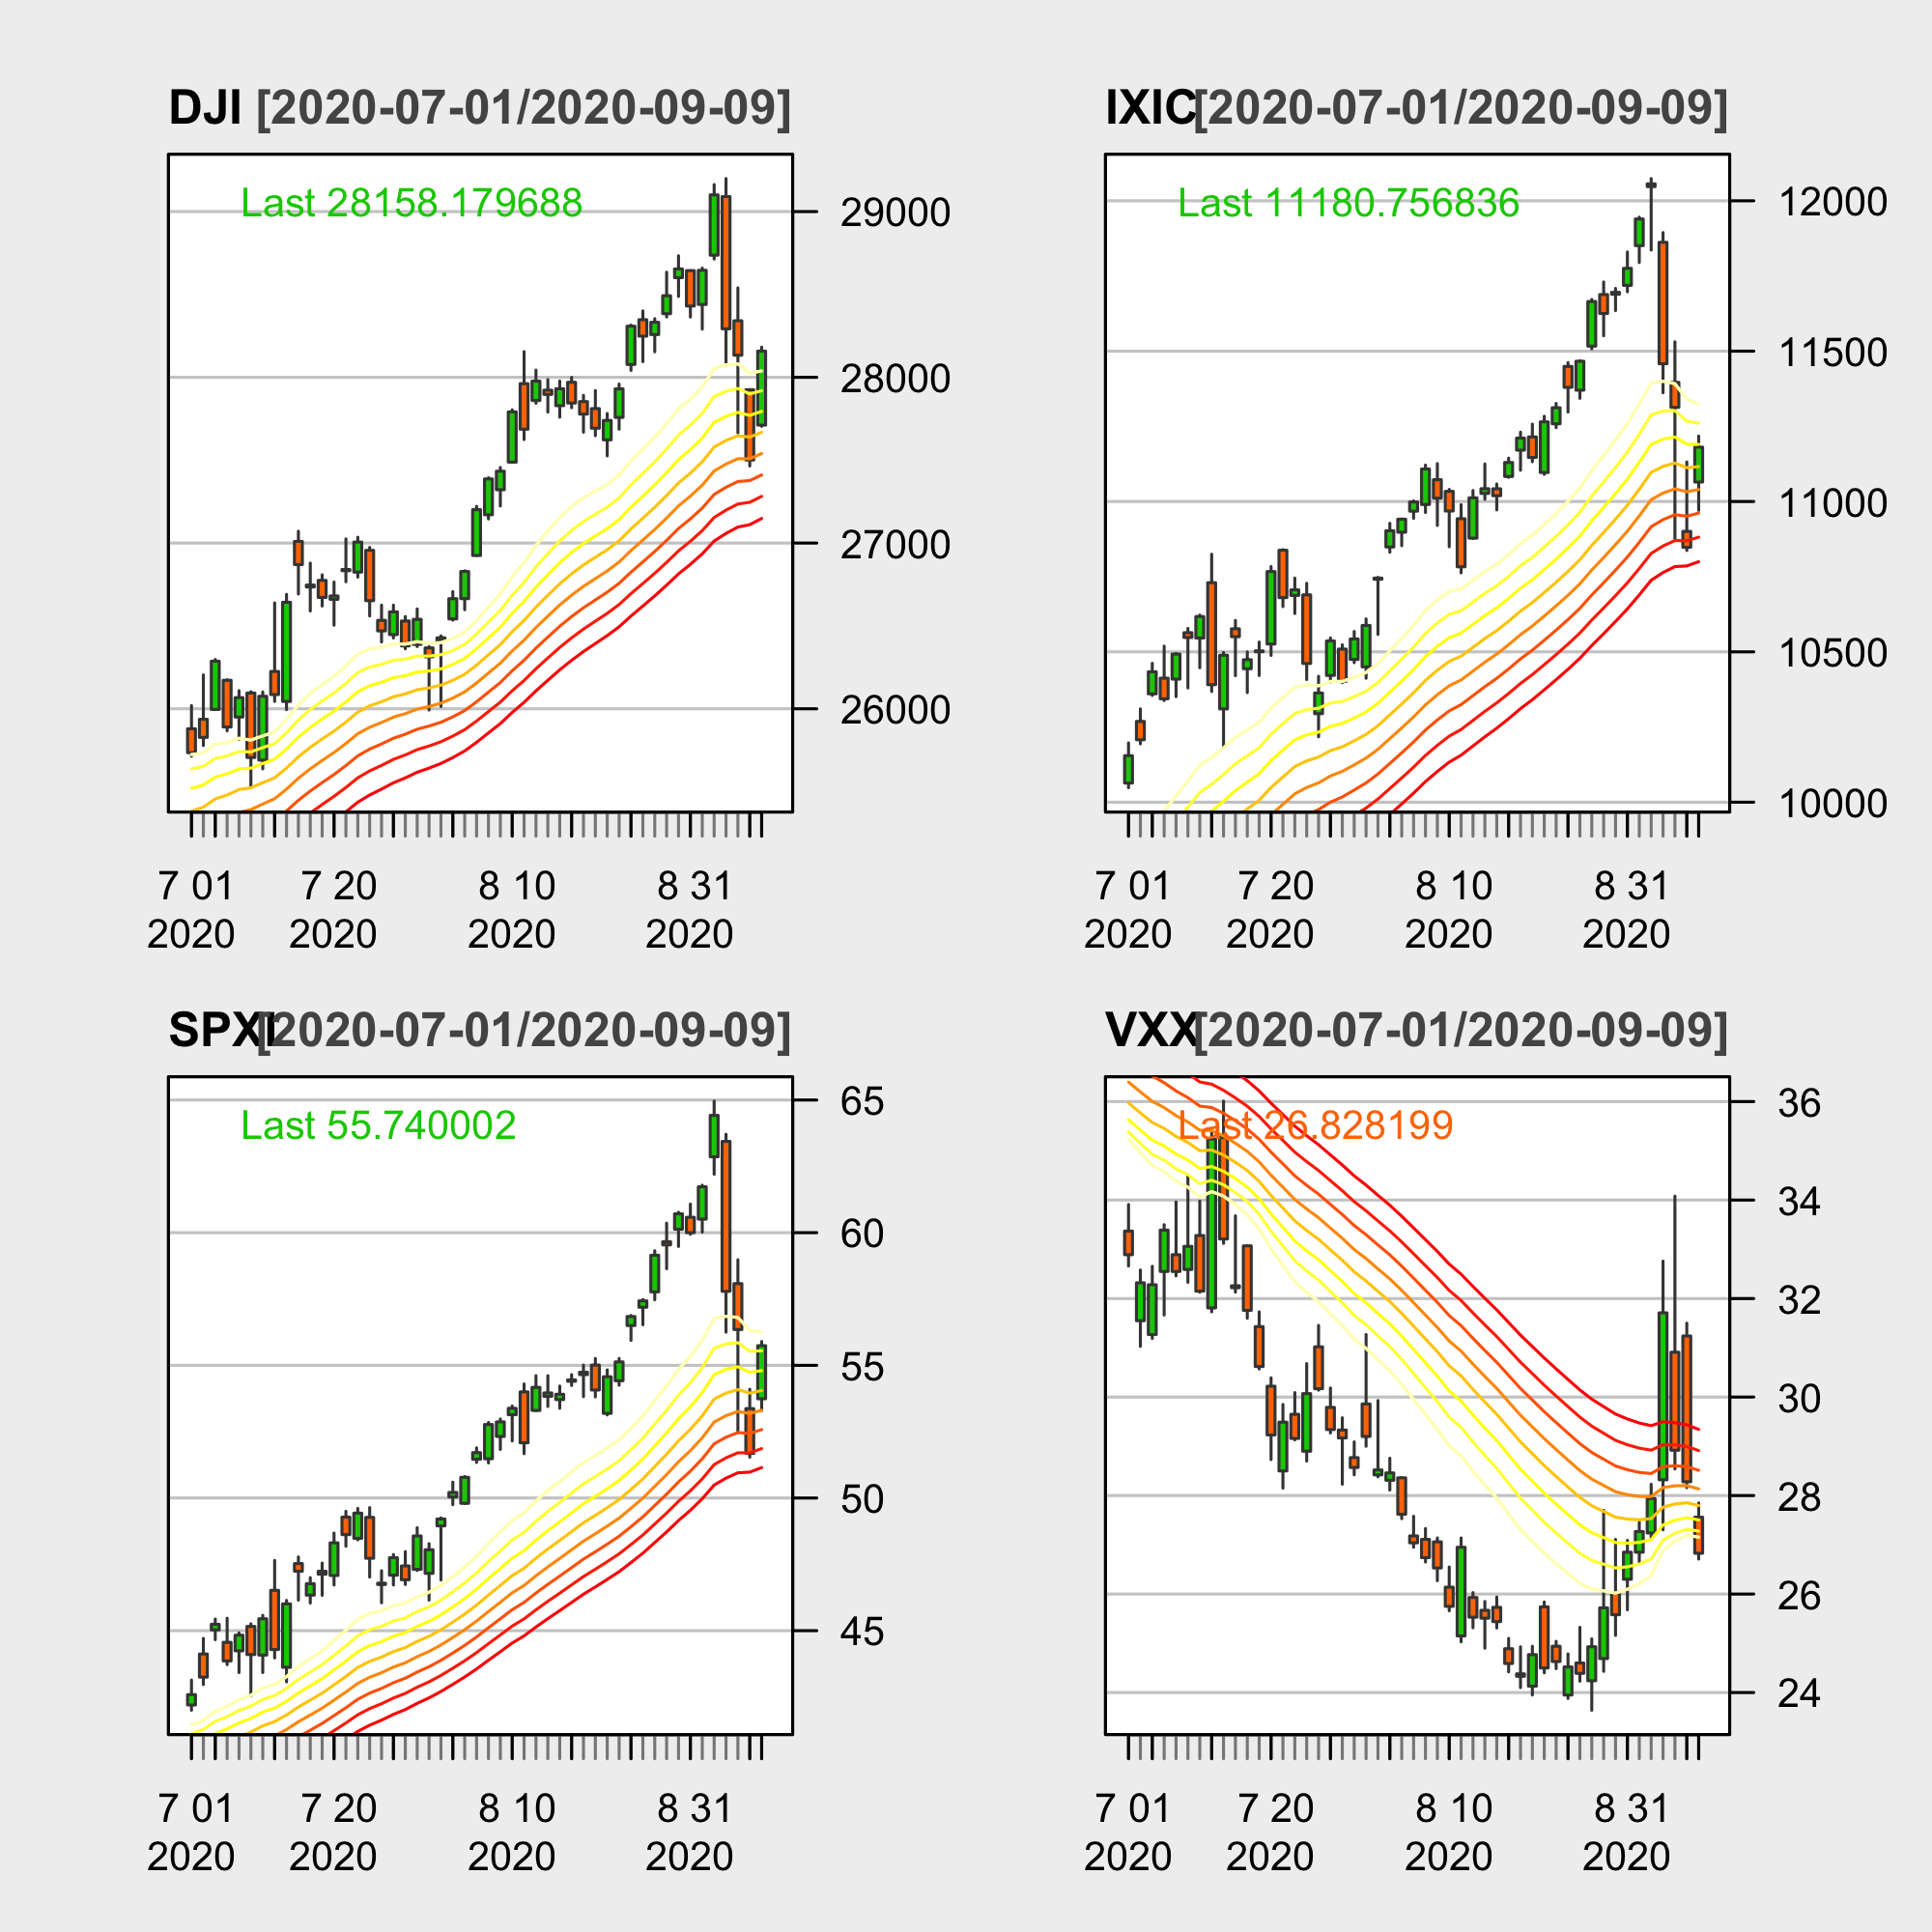 DJI [2020-07-01/2020-09-09]
Last 28158.179688
29000
28000
27000
26000
7 01 7 20 8 10 8 31
2020 2020 2020 2020
IXIC [2020-07-01/2020-09-09]
Last 11180.756836
12000
11500
11000
10500
10000
7 01 7 20 8 10 8 31
2020 2020 2020 2020
SPXI [2020-07-01/2020-09-09]
Last 55.740002
65
60
55
50
45
7 01 7 20 8 10 8 31
2020 2020 2020 2020
VXX [2020-07-01/2020-09-09]
Last 26.828199
36
34
32
30
28
26
24
7 01 7 20 8 10 8 31
2020 2020 2020 2020